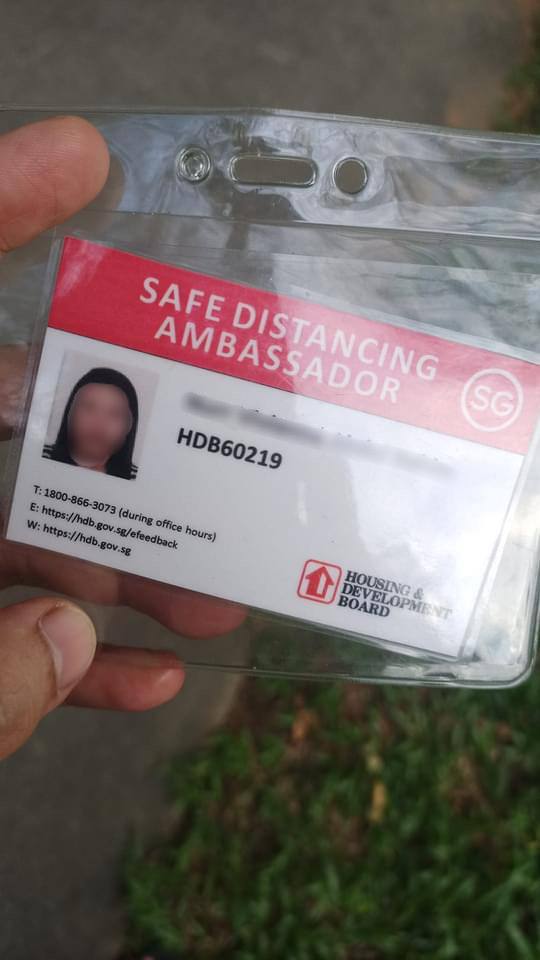 SAFE DISTANCING
AMBASSADOR
SG
HDB60219
T: 1800-866-3073 (during office hours)
E: https://hdb.gov.sg/efeedback
W: https://hdb.gov.sg
HOUSING &
DEVELOPMENT
BOARD